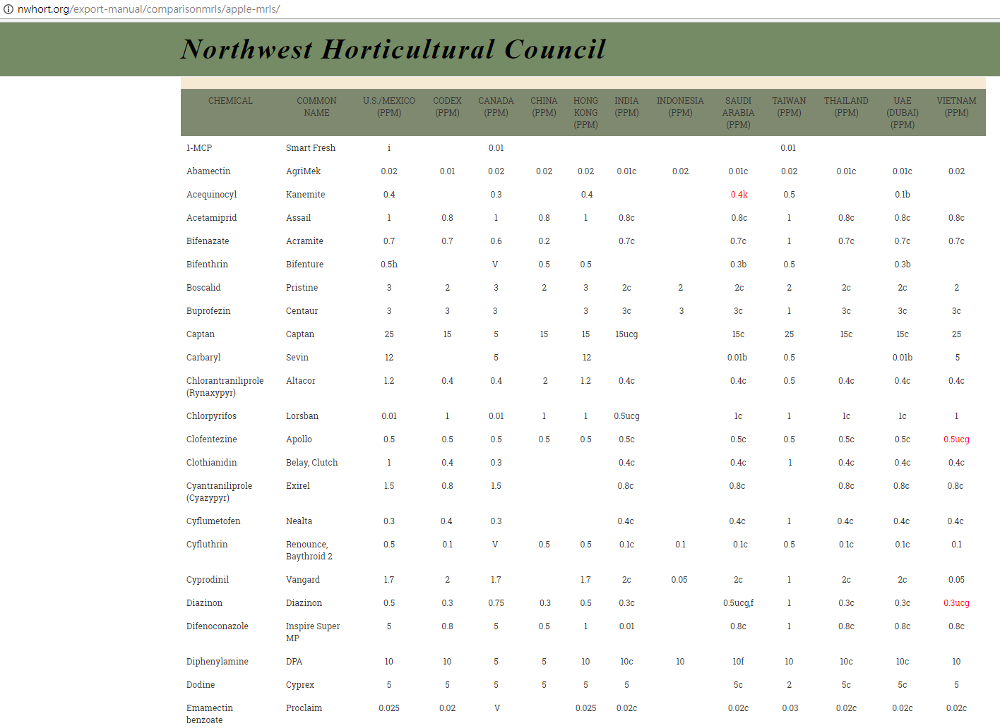 nwhort.org/export-manual/comparisonmrls/apple-mrls/
Northwest Horticultural Council
CHEMICAL COMMON NAME U.S./MEXICO (PPM) CODEX (PPM) CANADA (PPM) CHINA (PPM) HONG KONG (PPM) INDIA (PPM) INDONESIA (PPM) SAUDI ARABIA (PPM) TAIWAN (PPM) THAILAND (PPM) UAE (DUBAI) (PPM) VIETNAM (PPM)
1-MCP Smart Fresh i 0.01 0.01
Abamectin AgriMek 0.02 0.01 0.02 0.02 0.02 0.01c 0.02 0.01c 0.02 0.01c 0.01c 0.02
Acequinocyl Kanemite 0.4 0.3 0.4 0.4k 0.5 0.1b
Acetamiprid Assail 1 0.8 1 0.8 1 0.8c 0.8c 1 0.8c 0.8c 0.8c
Bifenazate Acramite 0.7 0.7 0.6 0.2 0.7c 0.7c 1 0.7c 0.7c 0.7c
Bifenthrin Bifenture 0.5h V 0.5 0.5 0.3b 0.5 0.3b
Boscalid Pristine 3 2 3 2 3 2c 2 2c 2 2c 2c 2
Buprofezin Centaur 3 3 3 3 3c 3 3c 1 3c 3c 3c
Captan Captan 25 15 5 15 15 15ucg 15c 25 15c 15c 25
Carbaryl Sevin 12 5 12 0.01b 0.5 0.01b 5
Chlorantraniliprole (Rynaxypyr) Altacor 1.2 0.4 0.4 2 1.2 0.4c 0.4c 0.5 0.4c 0.4c 0.4c
Chlorpyrifos Lorsban 0.01 1 0.01 1 1 0.5ucg 1c 1 1c 1c 1
Clofentezine Apollo 0.5 0.5 0.5 0.5 0.5 0.5c 0.5c 0.5 0.5c 0.5c 0.5ucg
Clothianidin Belay, Clutch 1 0.4 0.3 0.4c 0.4c 1 0.4c 0.4c 0.4c
Cyantraniliprole (Cyazypyr) Exirel 1.5 0.8 1.5 0.8c 0.8c 0.8c 0.8c 0.8c
Cyflumetofen Nealta 0.3 0.4 0.3 0.4c 0.4c 1 0.4c 0.4c 0.4c
Cyfluthrin Renounce, Baythroid 2 0.5 0.1 V 0.5 0.5 0.1c 0.1 0.1c 0.5 0.1c 0.1c 0.1
Cyprodinil Vangard 1.7 2 1.7 1.7 2c 0.05 2c 1 2c 2c 0.05
Diazinon Diazinon 0.5 0.3 0.75 0.3 0.5 0.3c 0.5ucg,f 1 0.3c 0.3c 0.3ucg
Difenoconazole Inspire Super MP 5 0.8 5 0.5 1 0.01 0.8c 1 0.8c 0.8c 0.8c
Diphenylamine DPA 10 10 5 5 10 10c 10 10f 10 10c 10c 10
Dodine Cyprex 5 5 5 5 5 5 5c 2 5c 5c 5
Emamectin benzoate Proclaim 0.025 0.02 V 0.025 0.02c 0.02c 0.03 0.02c 0.02c 0.02c